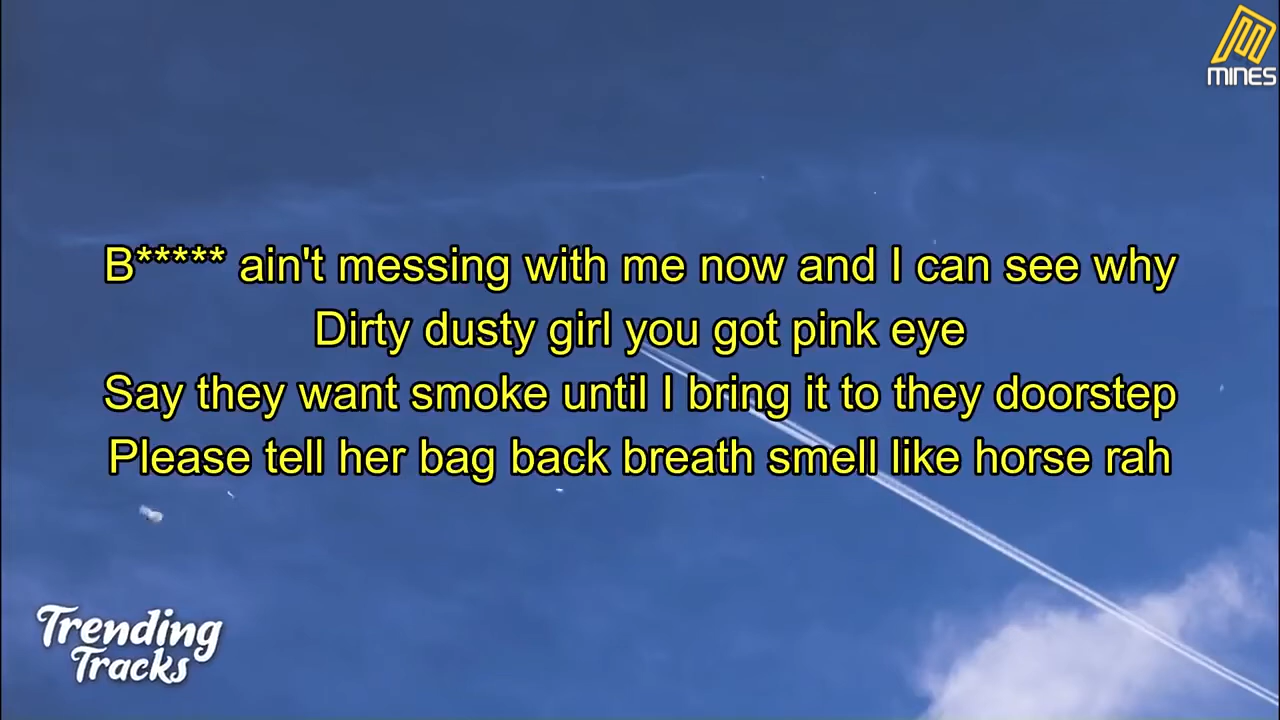 MINES
B***** ain't messing with me now and I can see why
Dirty dusty girl you got pink eye
Say they want smoke until I bring it to they doorstep
Please tell her bag back breath smell like horse rah
Trending
Tracks